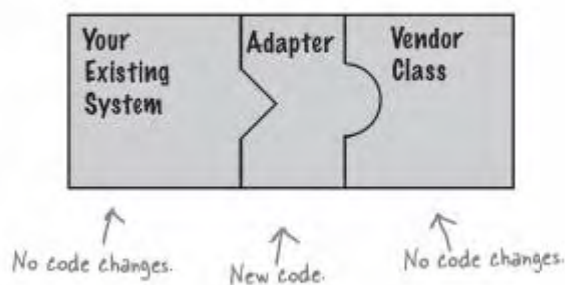 Your
Existing
System
Adapter
Vendor
Class
No code changes.
New code.
No code changes.